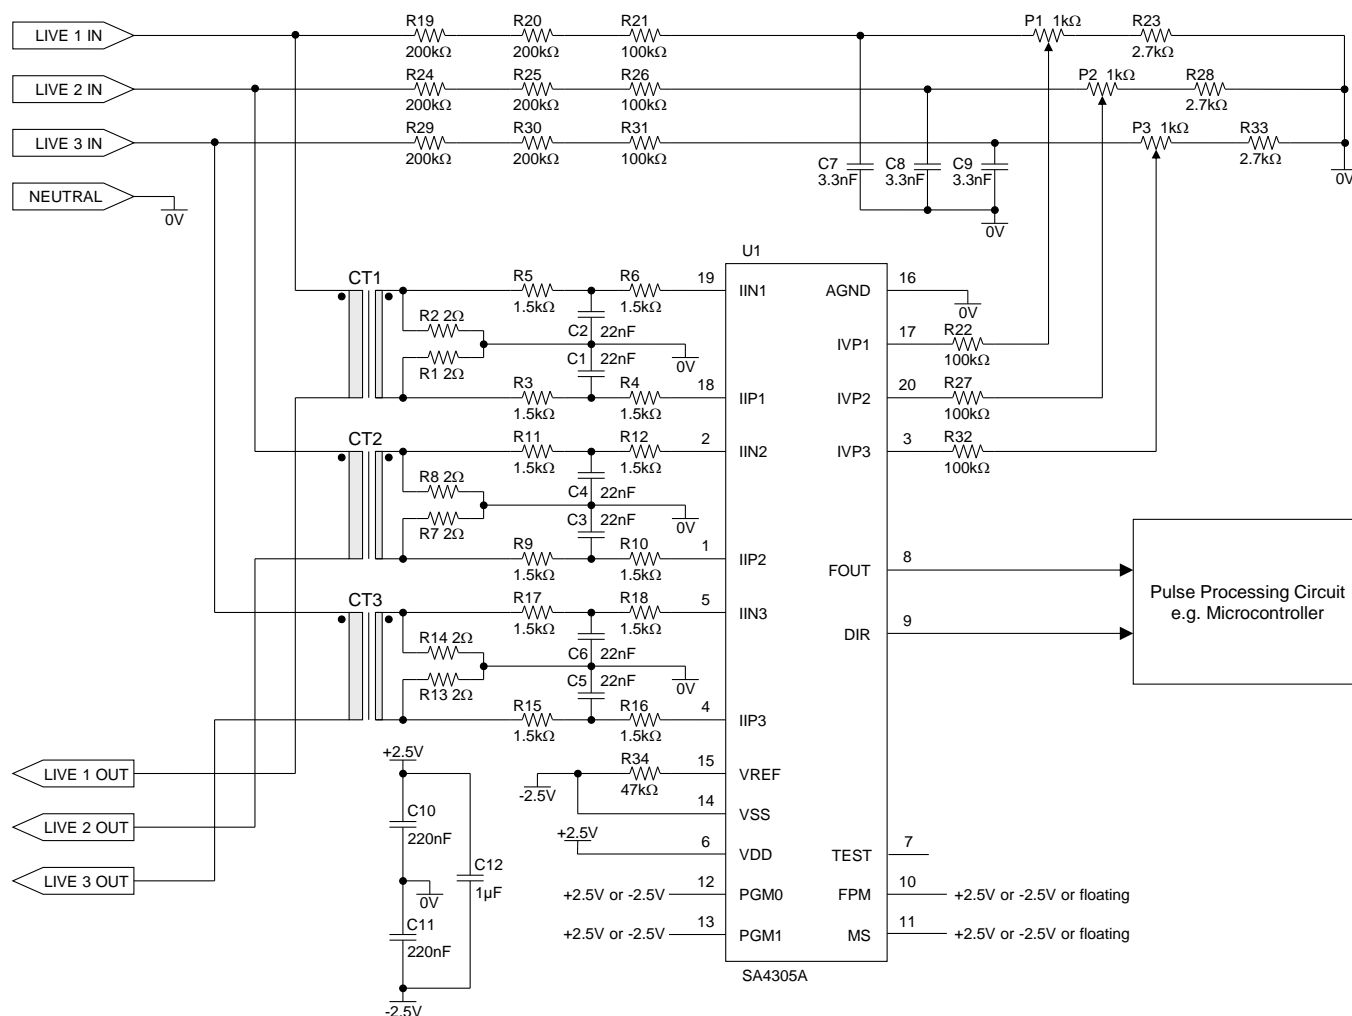 R19 R20 R21 P1 1kΩ R23
LIVE 1 IN
200kΩ 200kΩ 100kΩ 2.7kΩ
R24 R25 R26 P2 1kΩ R28
LIVE 2 IN
200kΩ 200kΩ 100kΩ 2.7kΩ
R29 R30 R31 P3 1kΩ R33
LIVE 3 IN
200kΩ 200kΩ 100kΩ 2.7kΩ
C7 C8 C9
3.3nF 3.3nF 3.3nF
0V
NEUTRAL
0V
0V
U1
CT1 R5 R6 19 16
IIN1 AGND
1.5kΩ 1.5kΩ
0V
R2 2Ω
C2 22nF
17 R22
IVP1
0V
100kΩ
C1 22nF
R1 2Ω
R3 R4 18 20 R27
IIP1 IVP2
1.5kΩ 1.5kΩ 100kΩ
CT2 R11 R12 2 3 R32
IIN2 IVP3
1.5kΩ 1.5kΩ 100kΩ
R8 2Ω
C4 22nF
0V
C3 22nF
R7 2Ω
R9 R10 1 8
IIP2 FOUT
1.5kΩ 1.5kΩ
Pulse Processing Circuit
e.g. Microcontroller
CT3 R17 R18 5 9
IIN3 DIR
1.5kΩ 1.5kΩ
R14 2Ω
C6 22nF
0V
C5 22nF
R13 2Ω
R15 R16 4
IIP3
1.5kΩ 1.5kΩ
+2.5V
R34 15
LIVE 1 OUT
VREF
-2.5V
47kΩ
14
VSS
C10
220nF
LIVE 2 OUT
+2.5V
6 7
VDD TEST
C12
1µF
LIVE 3 OUT
0V
12 10
+2.5V or -2.5V PGM0 FPM +2.5V or -2.5V or floating
C11
220nF
13 11
+2.5V or -2.5V PGM1 MS +2.5V or -2.5V or floating
SA4305A
-2.5V